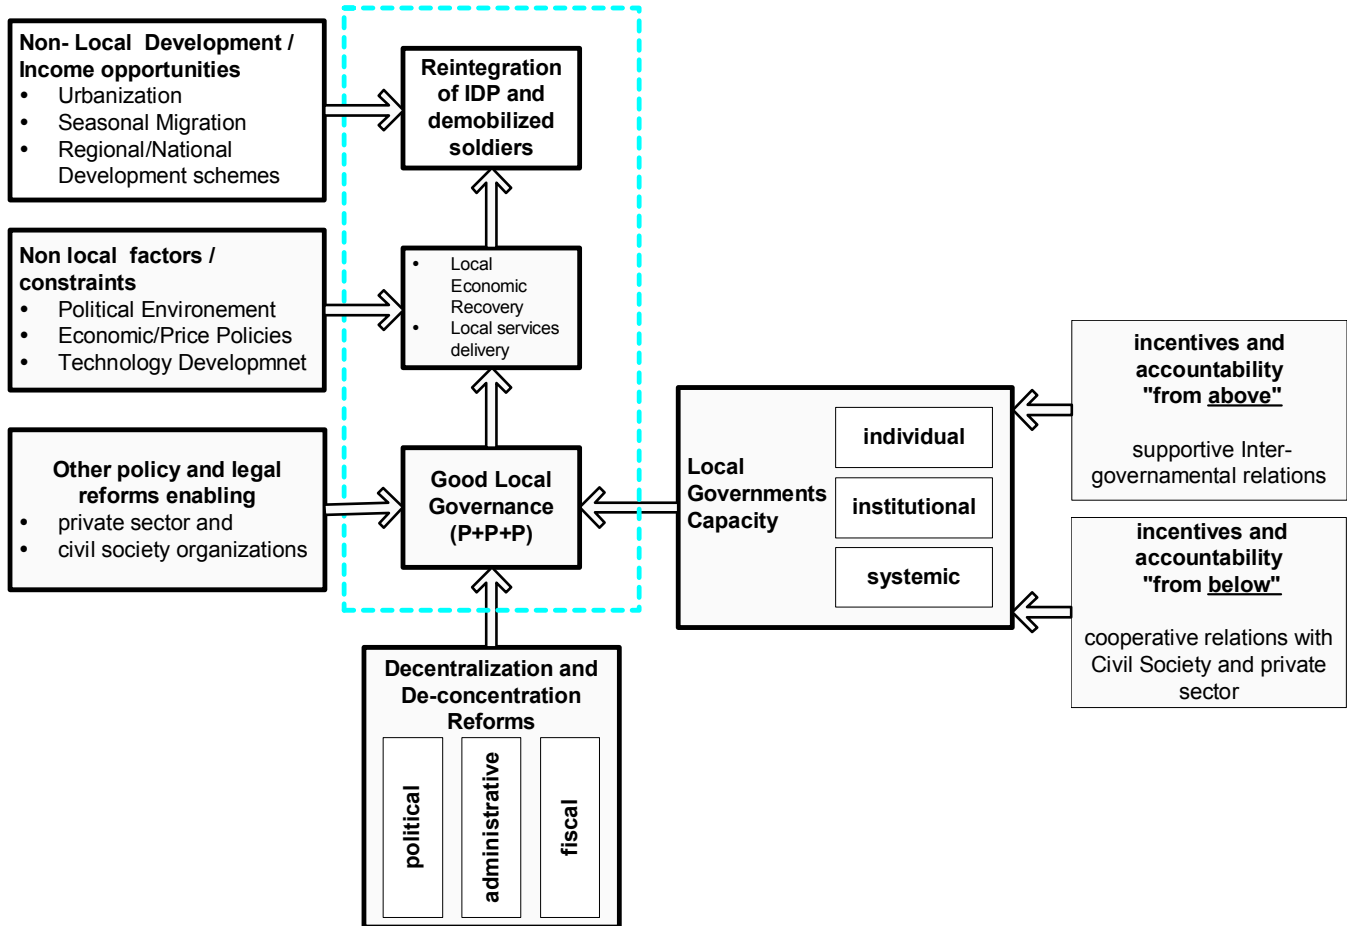 Non- Local Development /
Income opportunities
• Urbanization
• Seasonal Migration
• Regional/National
Development schemes
Reintegration
of IDP and
demobilized
soldiers
Non local factors /
constraints
• Political Environement
• Economic/Price Policies
• Technology Developmnet
• Local
Economic
Recovery
• Local services
delivery
Other policy and legal
reforms enabling
• private sector and
• civil society organizations
Good Local
Governance
(P+P+P)
Local
Governments
Capacity
individual
institutional
systemic
incentives and
accountability
"from above"
supportive Inter-
governamental relations
incentives and
accountability
"from below"
cooperative relations with
Civil Society and private
sector
Decentralization and
De-concentration
Reforms
political
administrative
fiscal